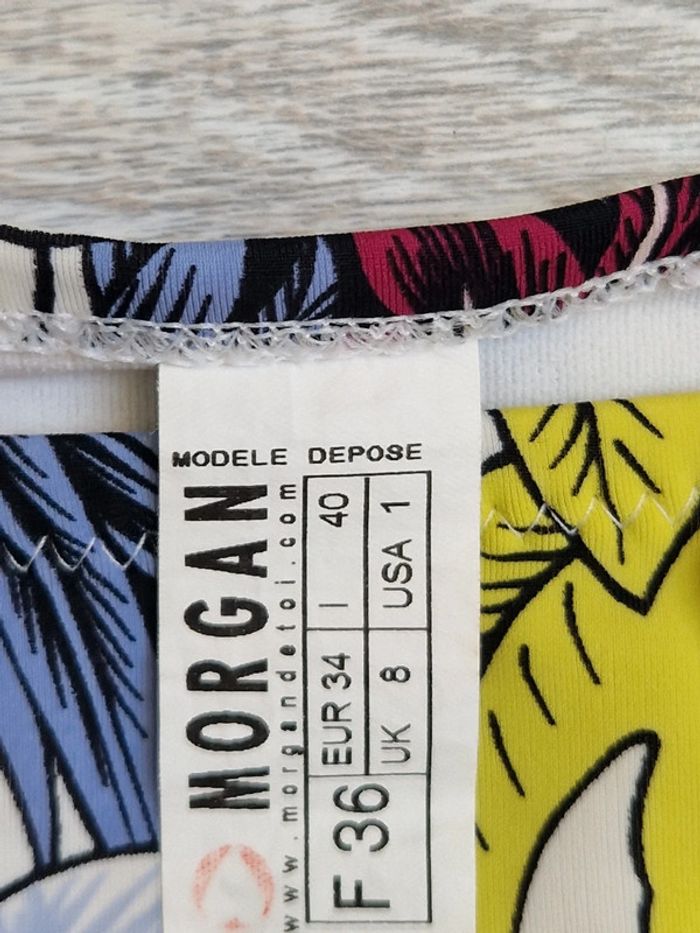 MODELE DEPOSE
MORGAN
www.morgandetoi.com
F 36
EUR 34
I 40
UK 8
USA 1